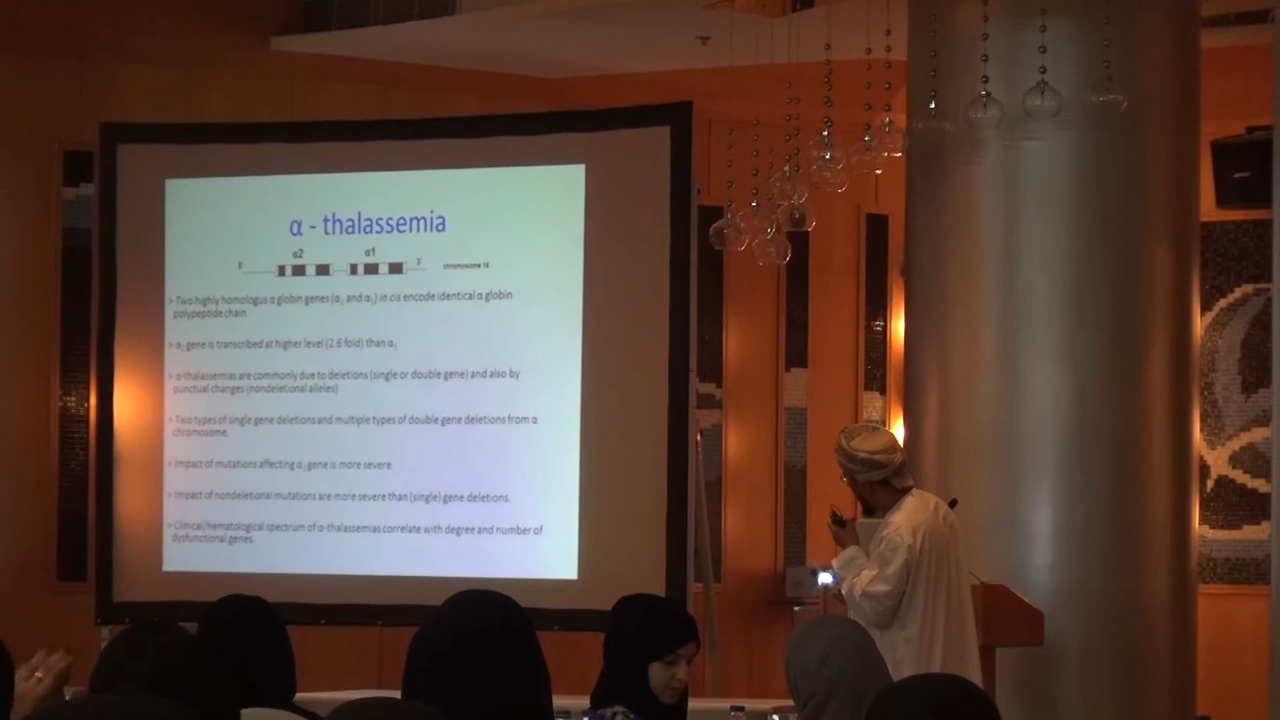 α - thalassemia
α2 α1
5' 3' chromosome 16
> Two highly homologus α globin genes (α₂ and α₁) in cis encode identical α globin
polypeptide chain
> α₂ gene is transcribed at higher level (2.6 fold) than α₁
> α-thalassemias are commonly due to deletions (single or double gene) and also by
punctual changes (nondeletional alleles)
> Two types of single gene deletions and multiple types of double gene deletions from α
chromosome.
> Impact of mutations affecting α₂ gene is more severe
> Impact of nondeletional mutations are more severe than (single) gene deletions.
> Clinical/hematological spectrum of α-thalassemias correlate with degree and number of
dysfunctional genes.